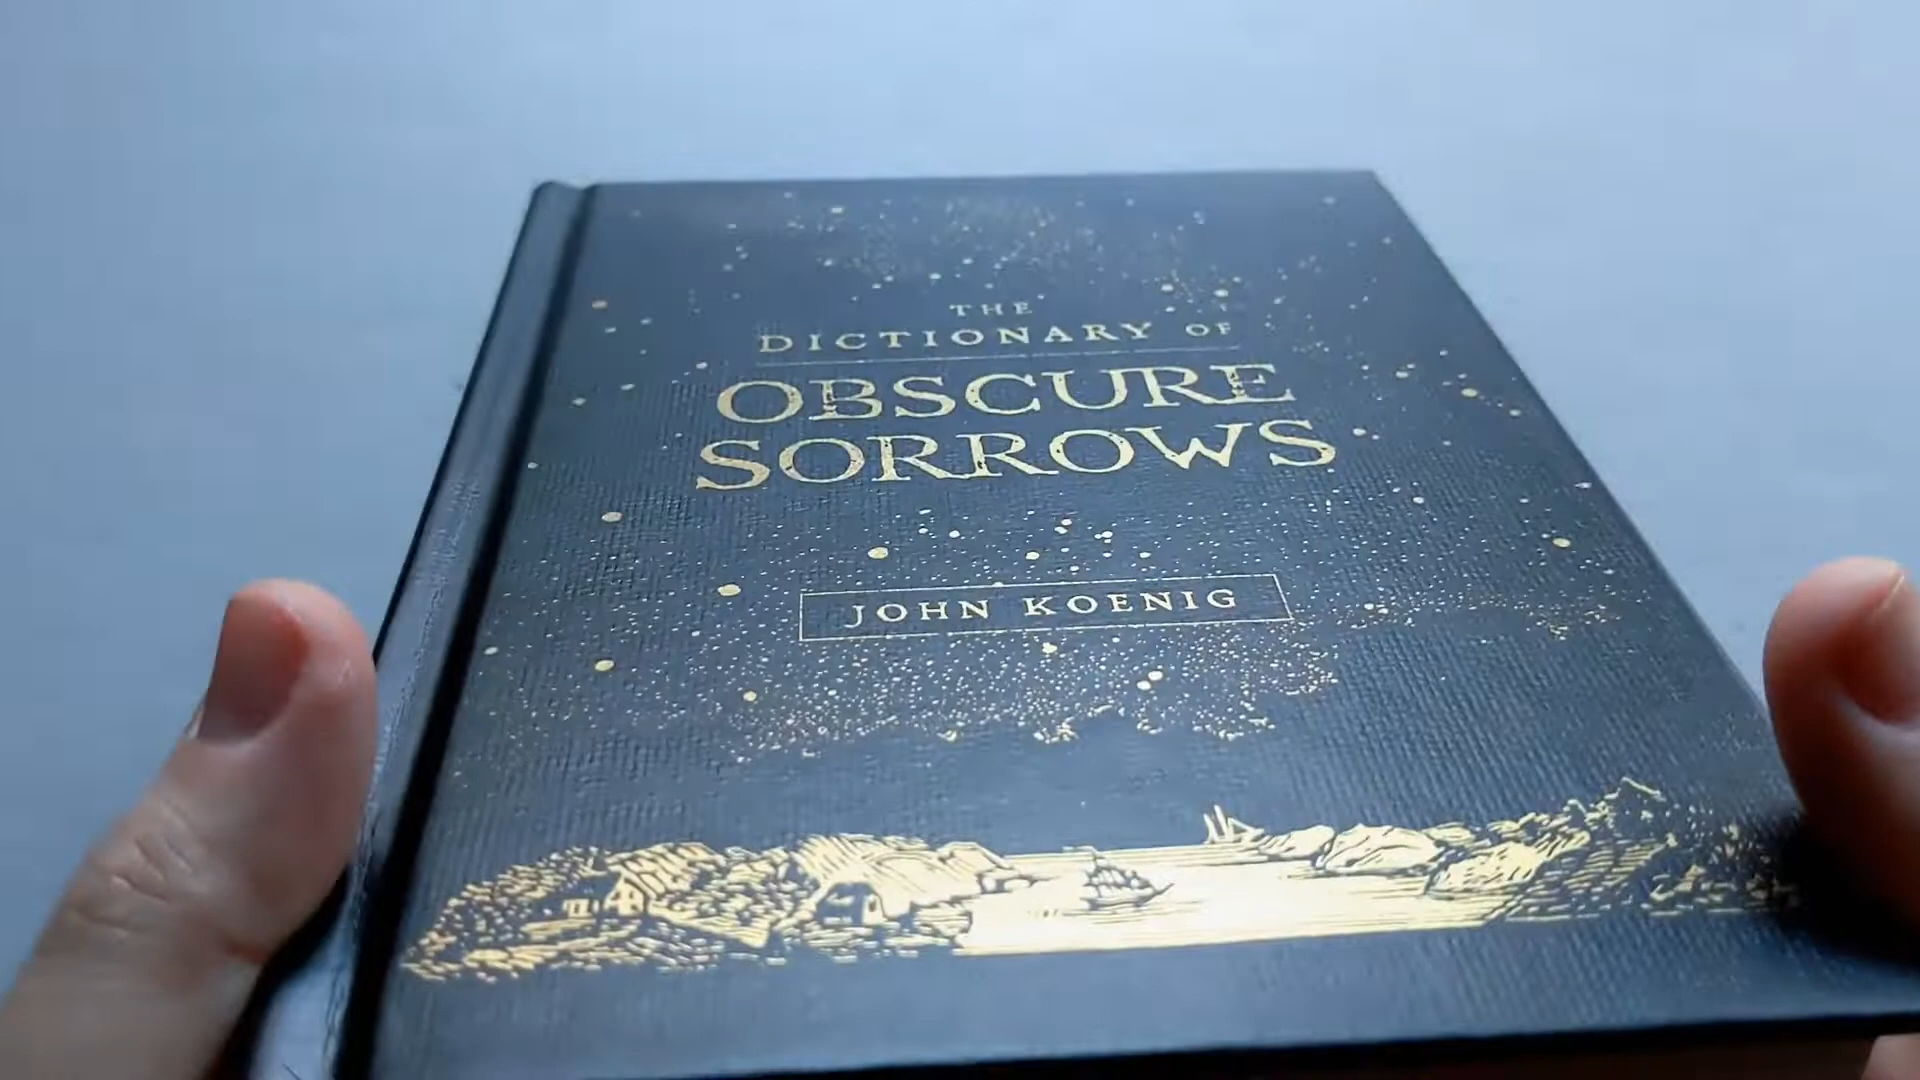 THE
DICTIONARY OF
OBSCURE
SORROWS
JOHN KOENIG